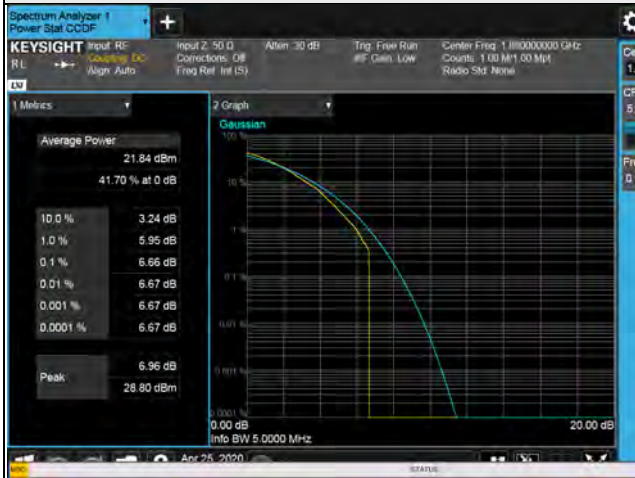 Spectrum Analyzer 1
Power Stat CCDF
+
KEYSIGHT Input: RF Input Z: 50 Ω Atten: 30 dB Trig: Free Run Center Freq:
RL Coupling: DC Corrections: Off #IF Gain: Low Counts: 1.00 M/1.00 Mpt
Align: Auto Freq Ref: Int (S) Radio Std: None
1 Metrics
2 Graph
Average Power
21.84 dBm
41.70 % at 0 dB
10.0 % 3.24 dB
1.0 % 5.95 dB
0.1 % 6.66 dB
0.01 % 6.67 dB
0.001 % 6.67 dB
0.0001 % 6.67 dB
Peak 6.96 dB
28.80 dBm
Gaussian
100 %
10 %
1 %
0.1 %
0.01 %
0.001 %
0.0001 %
0.00 dB 20.00 dB
Info BW 5.0000 MHz
Apr 25, 2020
MSG STATUS